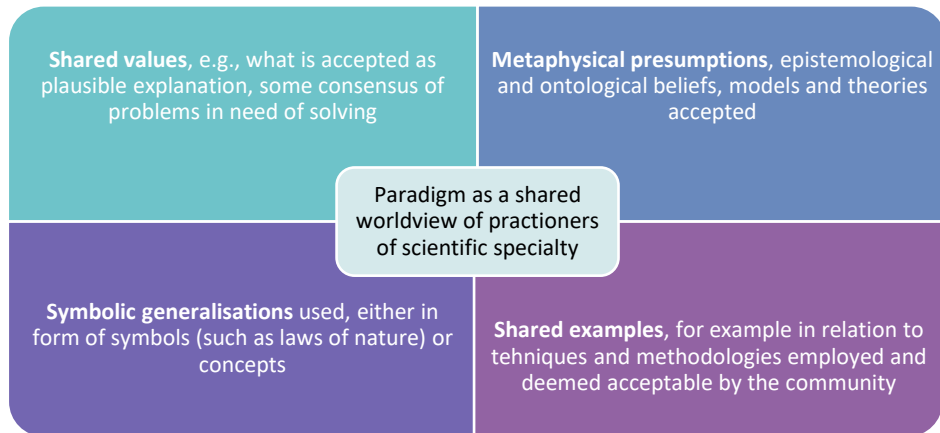 Shared values, e.g., what is accepted as
plausible explanation, some consensus of
problems in need of solving
Metaphysical presumptions, epistemological
and ontological beliefs, models and theories
accepted
Paradigm as a shared
worldview of practioners
of scientific specialty
Symbolic generalisations used, either in
form of symbols (such as laws of nature) or
concepts
Shared examples, for example in relation to
tehniques and methodologies employed and
deemed acceptable by the community